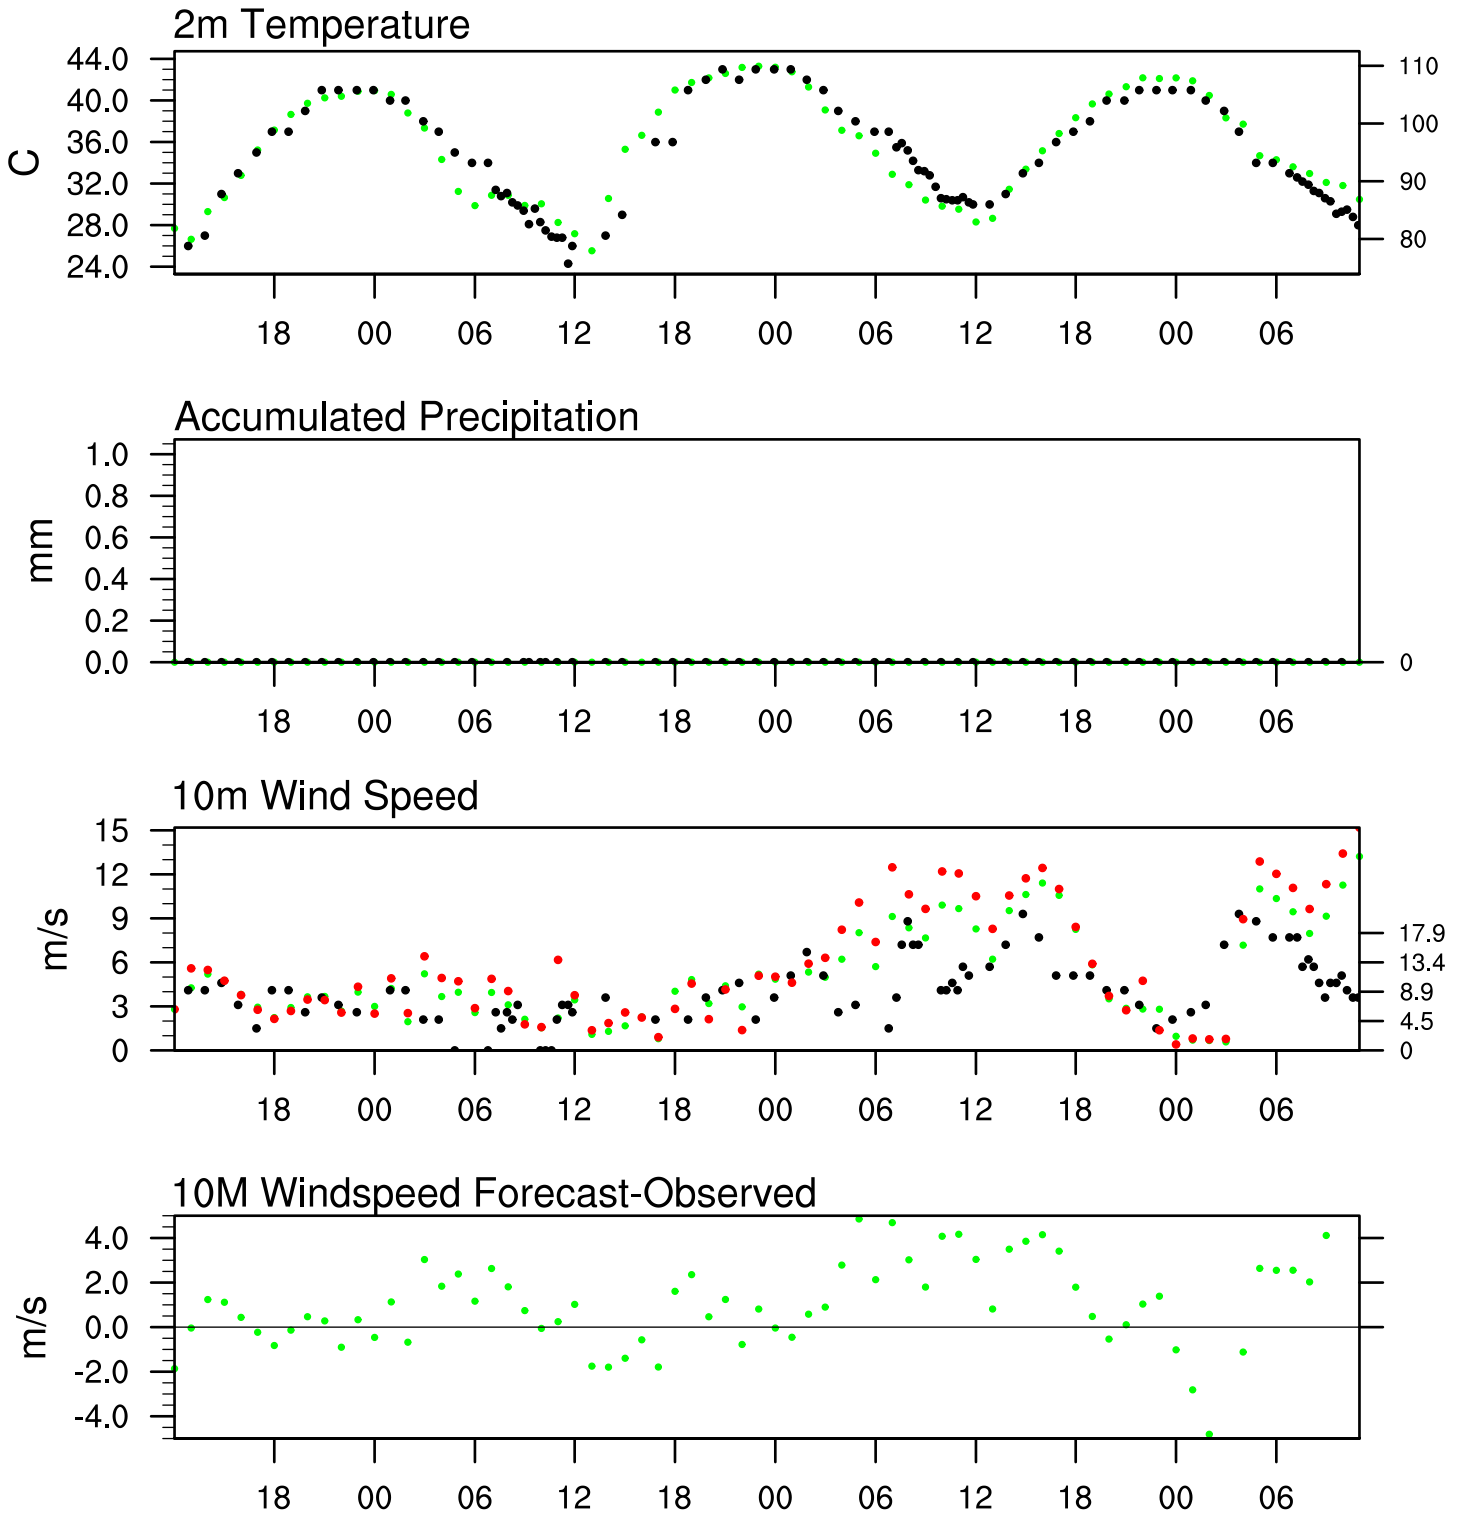 2m Temperature
44.0
40.0
36.0
32.0
28.0
24.0
C
110
100
90
80
18 00 06 12 18 00 06 12 18 00 06
Accumulated Precipitation
1.0
0.8
0.6
0.4
0.2
0.0
mm
0
18 00 06 12 18 00 06 12 18 00 06
10m Wind Speed
15
12
9
6
3
0
m/s
17.9
13.4
8.9
4.5
0
18 00 06 12 18 00 06 12 18 00 06
10M Windspeed Forecast-Observed
4.0
2.0
0.0
-2.0
-4.0
m/s
18 00 06 12 18 00 06 12 18 00 06